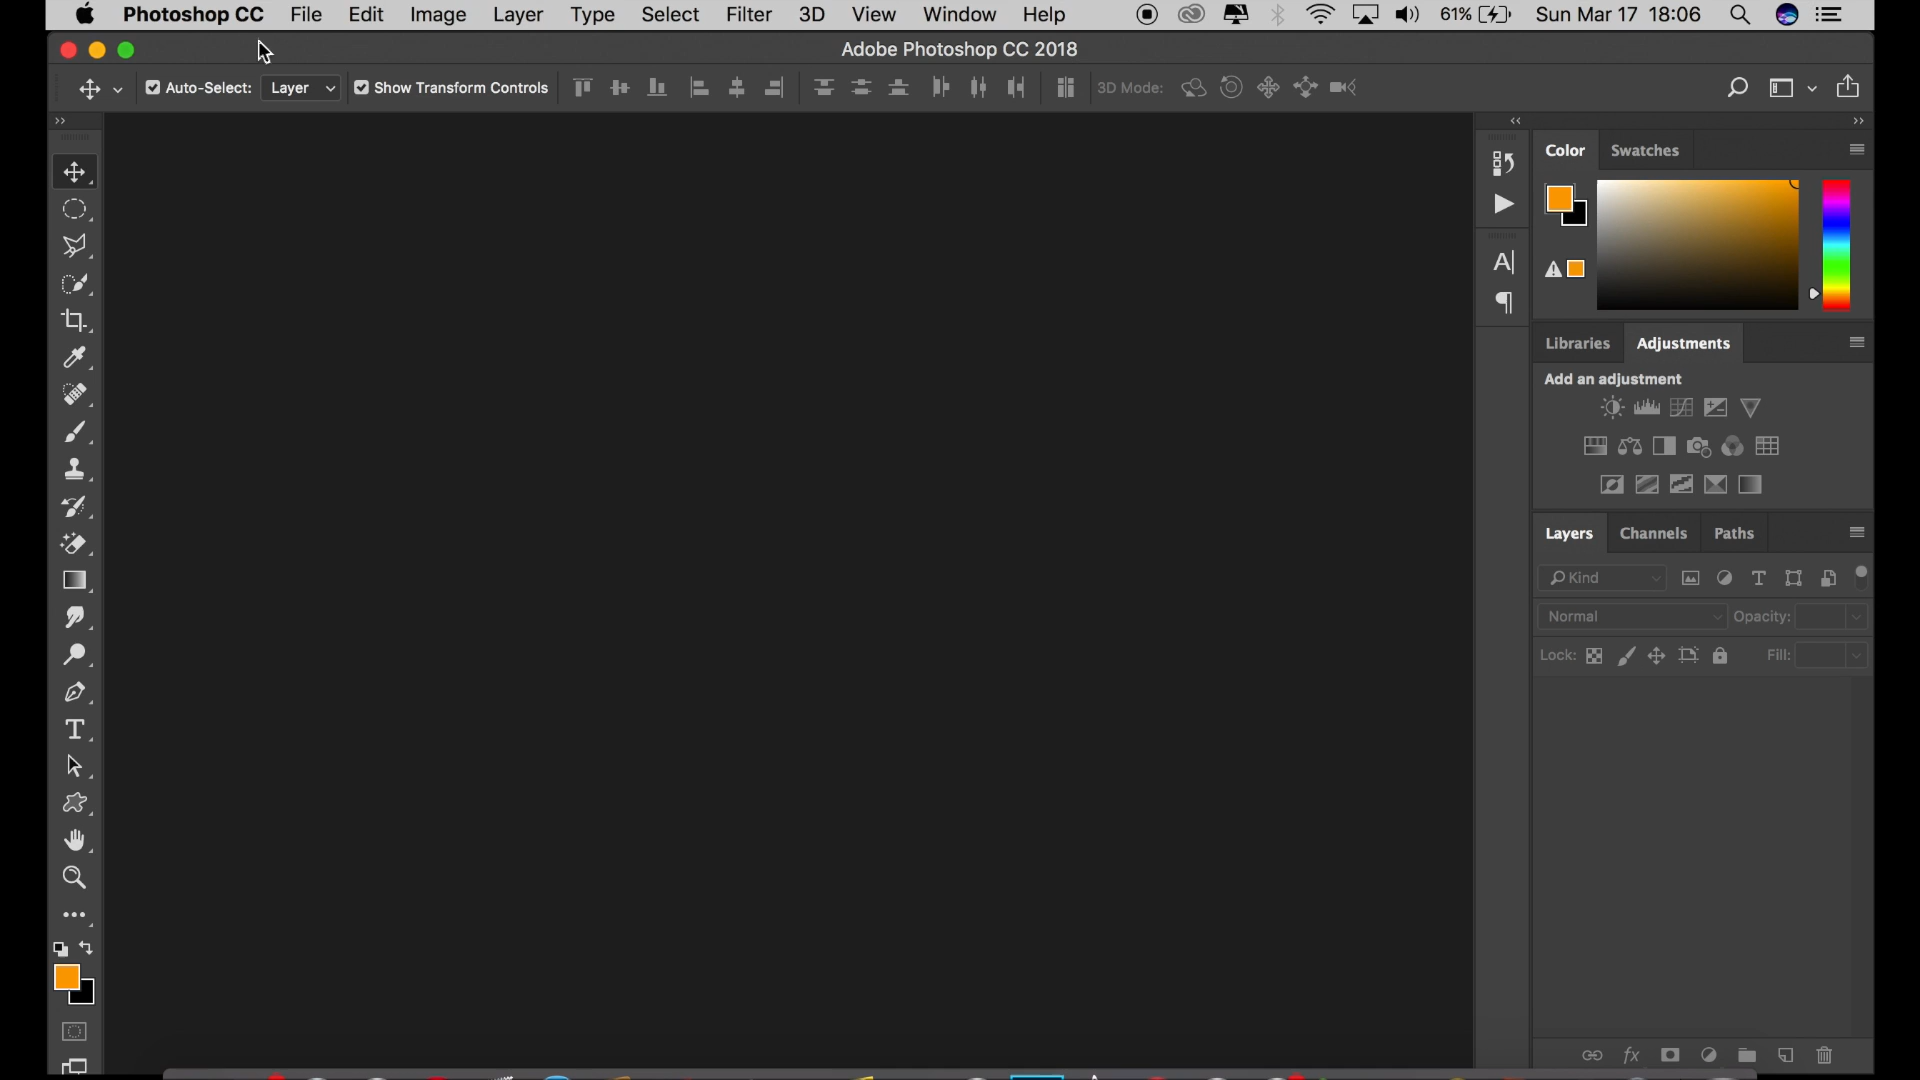 Photoshop CC File Edit Image Layer Type Select Filter 3D View Window Help 61% Sun Mar 17 18:06
Adobe Photoshop CC 2018
Auto-Select: Layer Show Transform Controls 3D Mode:
Color Swatches
Libraries Adjustments
Add an adjustment
Layers Channels Paths
Kind
Normal Opacity:
Lock: Fill: